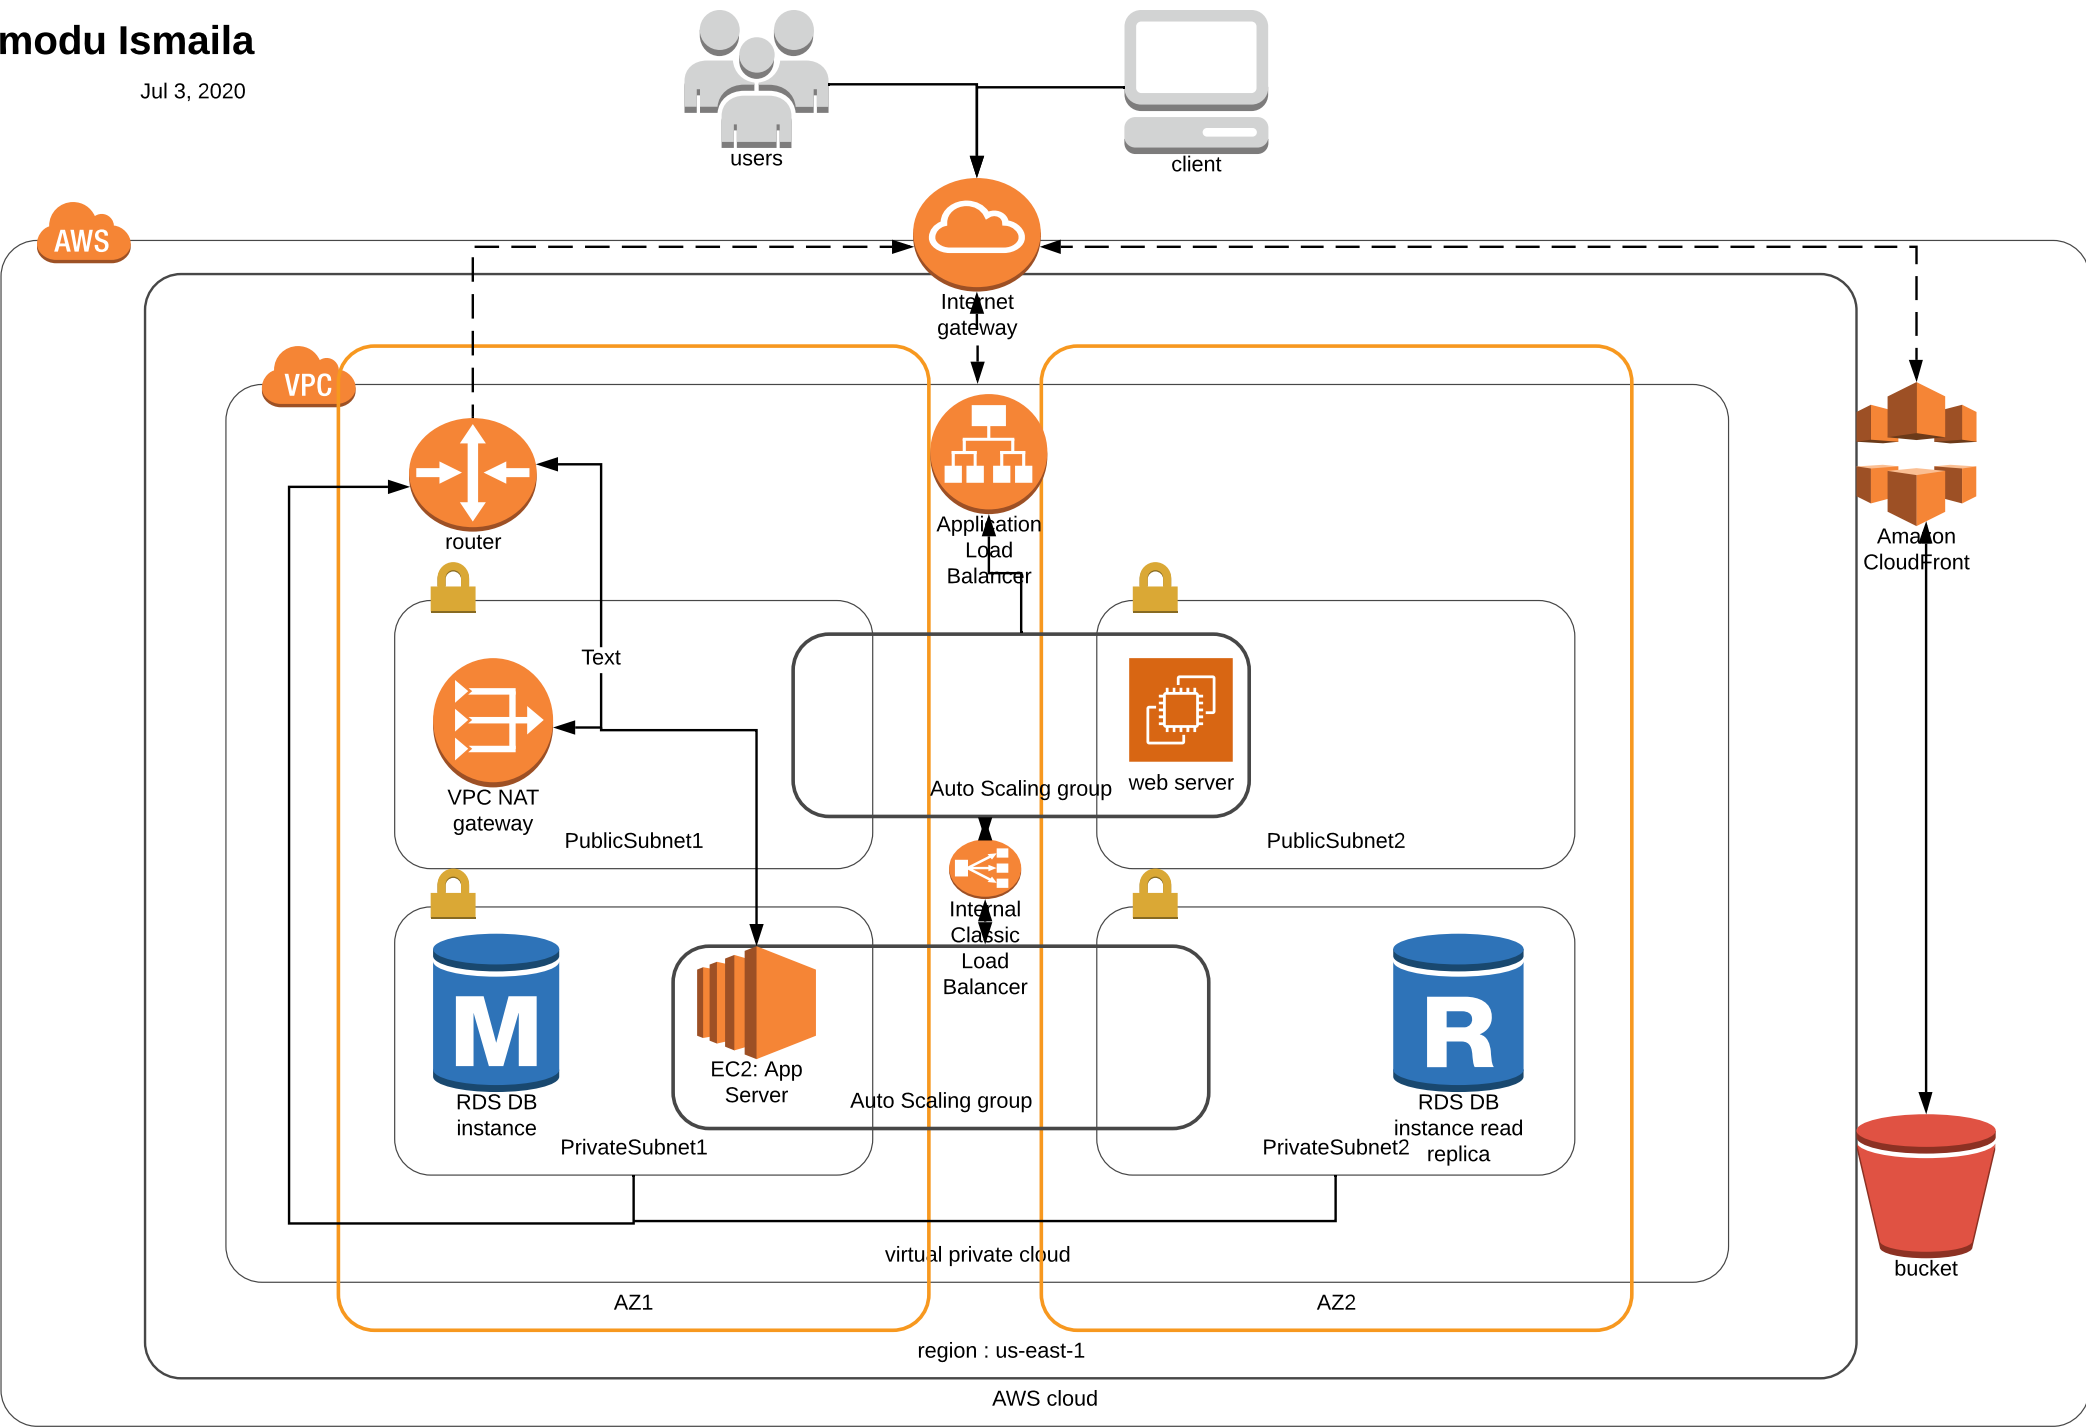 modu Ismaila
Jul 3, 2020
users
client
AWS
Internet
gateway
VPC
router
Application
Load
Balancer
Amazon
CloudFront
Text
VPC NAT
gateway
PublicSubnet1
Auto Scaling group
web server
PublicSubnet2
Internal
Classic
Load
Balancer
M
RDS DB
instance
EC2: App
Server
Auto Scaling group
PrivateSubnet1
R
RDS DB
instance read
replica
PrivateSubnet2
bucket
virtual private cloud
AZ1
AZ2
region : us-east-1
AWS cloud